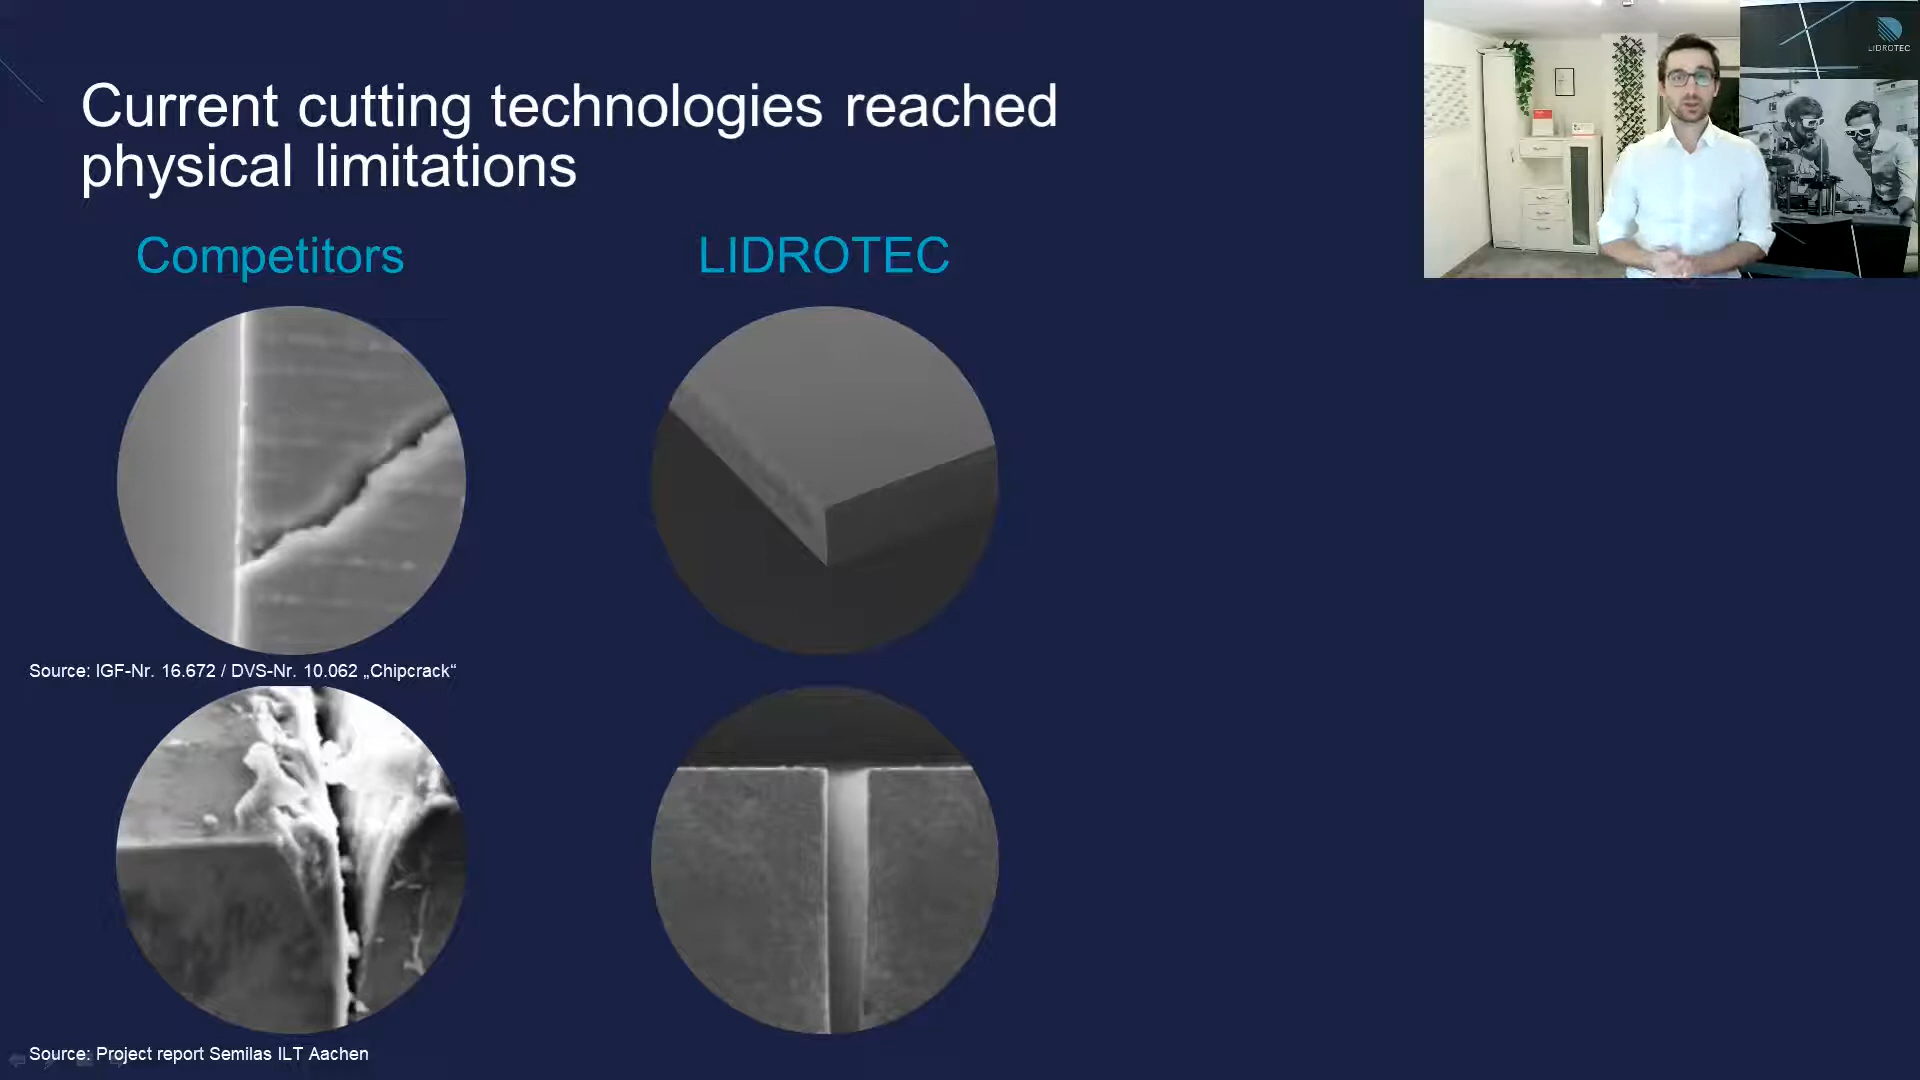 Current cutting technologies reached
physical limitations
Competitors
LIDROTEC
Source: IGF-Nr. 16.672 / DVS-Nr. 10.062 „Chipcrack“
Source: Project report Semilas ILT Aachen
LIDROTEC